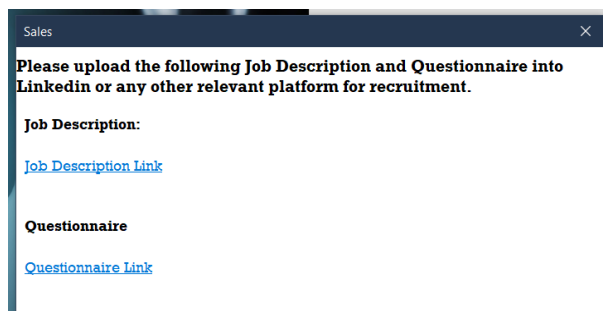 Sales
Please upload the following Job Description and Questionnaire into
Linkedin or any other relevant platform for recruitment.
Job Description:
Job Description Link
Questionnaire
Questionnaire Link